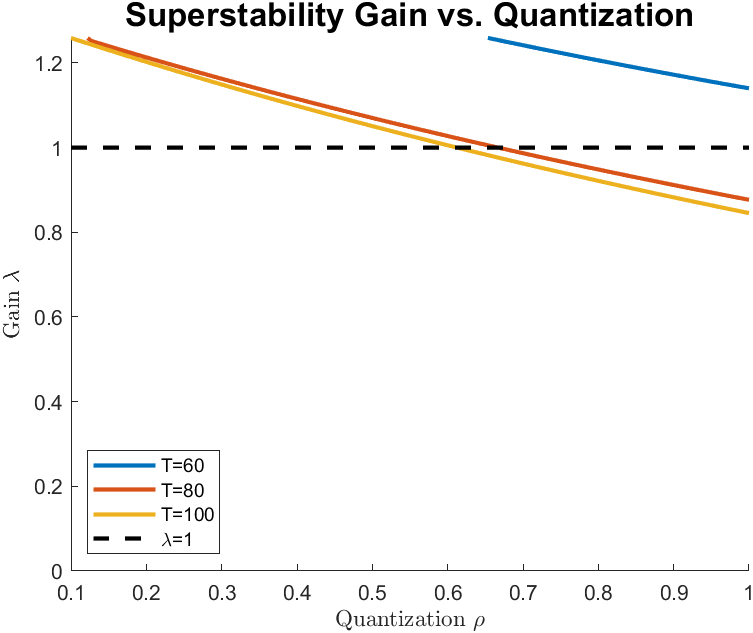 Superstability Gain vs. Quantization
Gain λ
1.2
1
0.8
0.6
0.4
0.2
0
T=60
T=80
T=100
λ=1
0.1 0.2 0.3 0.4 0.5 0.6 0.7 0.8 0.9 1
Quantization ρ